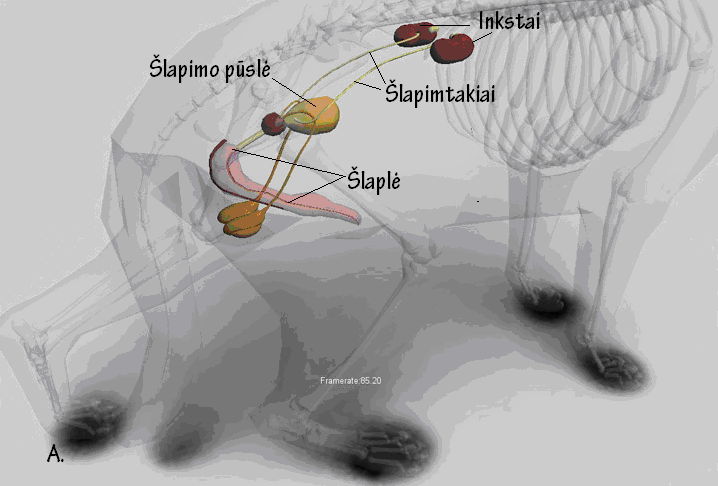 Inkstai
Šlapimo pūslė
Šlapimtakiai
Šlaplė
Framerate:85.20
A.